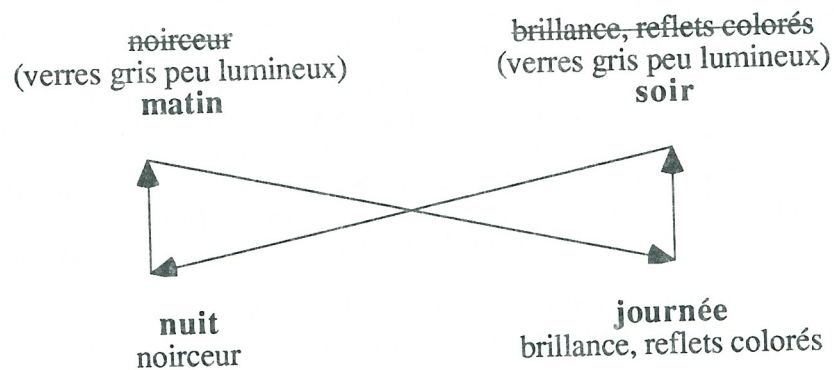 noirceur
(verres gris peu lumineux)
matin
brillance, reflets colorés
(verres gris peu lumineux)
soir
nuit
noirceur
journée
brillance, reflets colorés